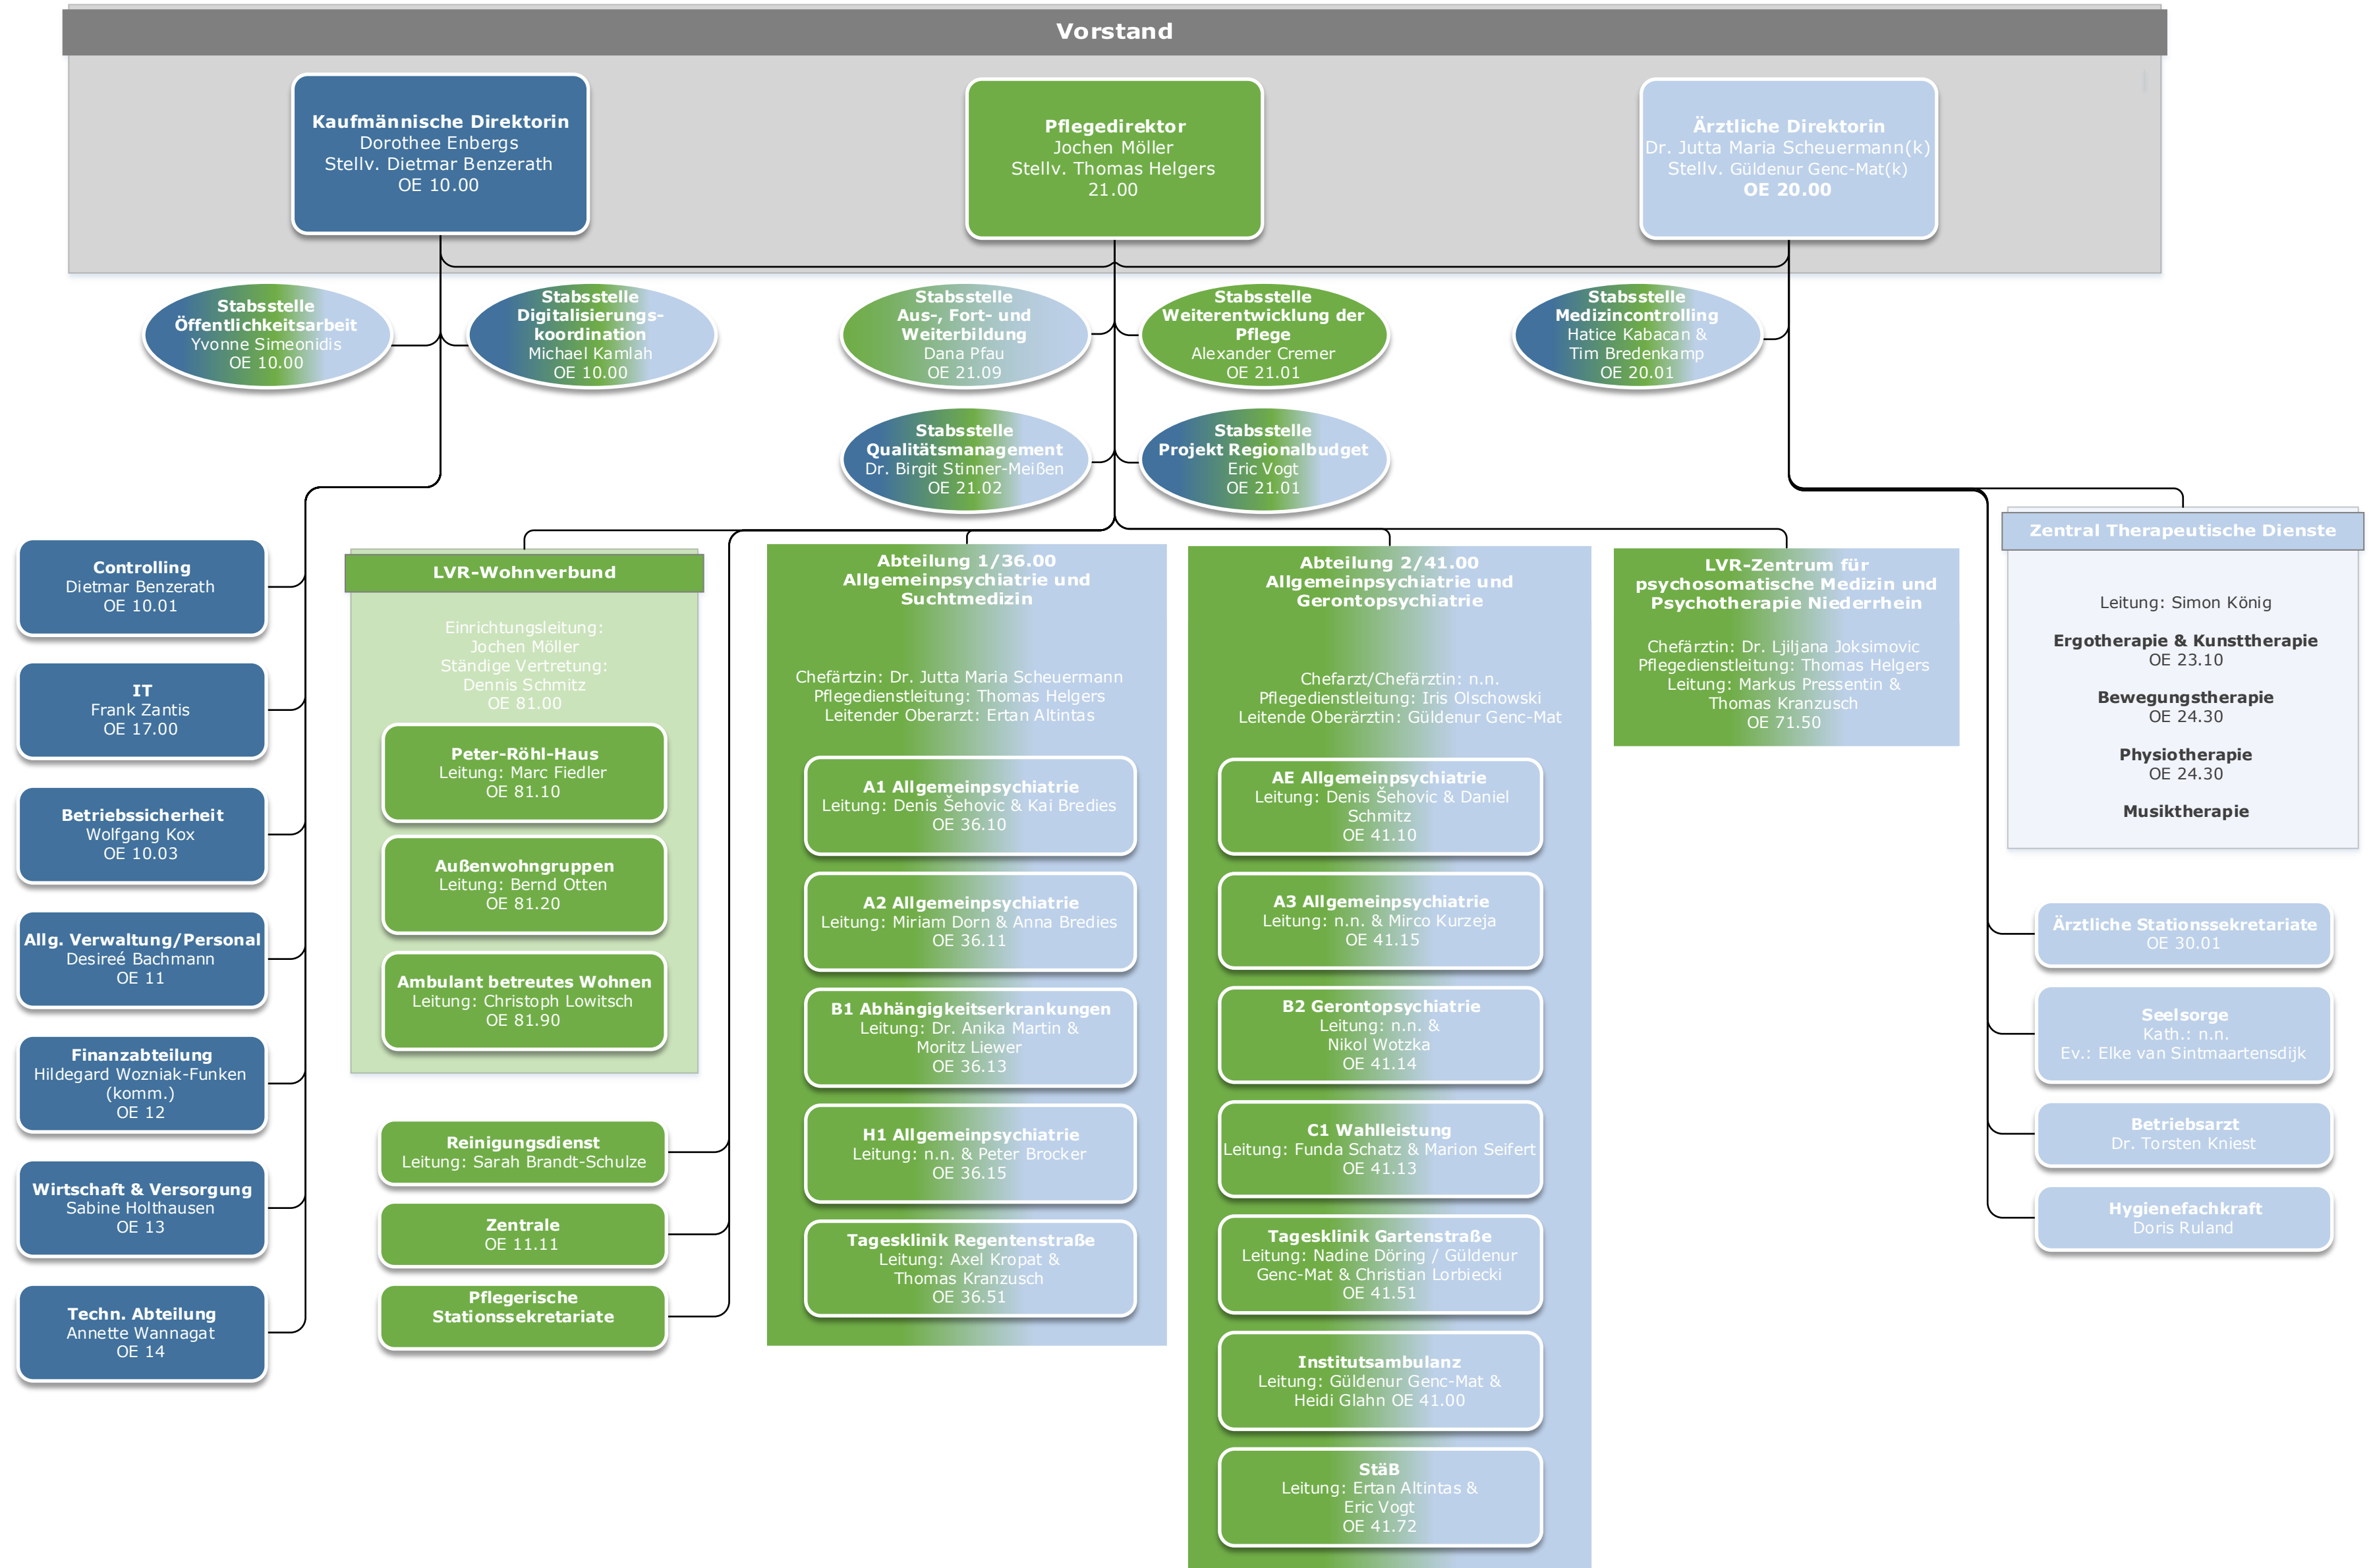 Vorstand
Kaufmännische Direktorin
Dorothee Enbergs
Stellv. Dietmar Benzerath
OE 10.00
Pflegedirektor
Jochen Möller
Stellv. Thomas Helgers
21.00
Ärztliche Direktorin
Dr. Jutta Maria Scheuermann(k)
Stellv. Güldenur Genc-Mat(k)
OE 20.00
Stabsstelle
Öffentlichkeitsarbeit
Yvonne Simeonidis
OE 10.00
Stabsstelle
Digitalisierungs-
koordination
Michael Kamlah
OE 10.00
Stabsstelle
Aus-, Fort- und
Weiterbildung
Dana Pfau
OE 21.09
Stabsstelle
Weiterentwicklung der
Pflege
Alexander Cremer
OE 21.01
Stabsstelle
Medizincontrolling
Hatice Kabacan &
Tim Bredenkamp
OE 20.01
Stabsstelle
Qualitätsmanagement
Dr. Birgit Stinner-Meißen
OE 21.02
Stabsstelle
Projekt Regionalbudget
Eric Vogt
OE 21.01
Controlling
Dietmar Benzerath
OE 10.01
IT
Frank Zantis
OE 17.00
Betriebssicherheit
Wolfgang Kox
OE 10.03
Allg. Verwaltung/Personal
Desireé Bachmann
OE 11
Finanzabteilung
Hildegard Wozniak-Funken
(komm.)
OE 12
Wirtschaft & Versorgung
Sabine Holthausen
OE 13
Techn. Abteilung
Annette Wannagat
OE 14
LVR-Wohnverbund
Einrichtungsleitung:
Jochen Möller
Ständige Vertretung:
Dennis Schmitz
OE 81.00
Peter-Röhl-Haus
Leitung: Marc Fiedler
OE 81.10
Außenwohngruppen
Leitung: Bernd Otten
OE 81.20
Ambulant betreutes Wohnen
Leitung: Christoph Lowitsch
OE 81.90
Reinigungsdienst
Leitung: Sarah Brandt-Schulze
Zentrale
OE 11.11
Pflegerische
Stationssekretariate
Abteilung 1/36.00
Allgemeinpsychiatrie und
Suchtmedizin
Chefärtzin: Dr. Jutta Maria Scheuermann
Pflegedienstleitung: Thomas Helgers
Leitender Oberarzt: Ertan Altintas
A1 Allgemeinpsychiatrie
Leitung: Denis Šehovic & Kai Bredies
OE 36.10
A2 Allgemeinpsychiatrie
Leitung: Miriam Dorn & Anna Bredies
OE 36.11
B1 Abhängigkeitserkrankungen
Leitung: Dr. Anika Martin &
Moritz Liewer
OE 36.13
H1 Allgemeinpsychiatrie
Leitung: n.n. & Peter Brocker
OE 36.15
Tagesklinik Regentenstraße
Leitung: Axel Kropat &
Thomas Kranzusch
OE 36.51
Abteilung 2/41.00
Allgemeinpsychiatrie und
Gerontopsychiatrie
Chefarzt/Chefärztin: n.n.
Pflegedienstleitung: Iris Olschowski
Leitende Oberärztin: Güldenur Genc-Mat
AE Allgemeinpsychiatrie
Leitung: Denis Šehovic & Daniel
Schmitz
OE 41.10
A3 Allgemeinpsychiatrie
Leitung: n.n. & Mirco Kurzeja
OE 41.15
B2 Gerontopsychiatrie
Leitung: n.n. &
Nikol Wotzka
OE 41.14
C1 Wahlleistung
Leitung: Funda Schatz & Marion Seifert
OE 41.13
Tagesklinik Gartenstraße
Leitung: Nadine Döring / Güldenur
Genc-Mat & Christian Lorbiecki
OE 41.51
Institutsambulanz
Leitung: Güldenur Genc-Mat &
Heidi Glahn OE 41.00
StäB
Leitung: Ertan Altintas &
Eric Vogt
OE 41.72
LVR-Zentrum für
psychosomatische Medizin und
Psychotherapie Niederrhein
Chefärztin: Dr. Ljiljana Joksimovic
Pflegedienstleitung: Thomas Helgers
Leitung: Markus Pressentin &
Thomas Kranzusch
OE 71.50
Zentral Therapeutische Dienste
Leitung: Simon König
Ergotherapie & Kunsttherapie
OE 23.10
Bewegungstherapie
OE 24.30
Physiotherapie
OE 24.30
Musiktherapie
Ärztliche Stationssekretariate
OE 30.01
Seelsorge
Kath.: n.n.
Ev.: Elke van Sintmaartensdijk
Betriebsarzt
Dr. Torsten Kniest
Hygienefachkraft
Doris Ruland